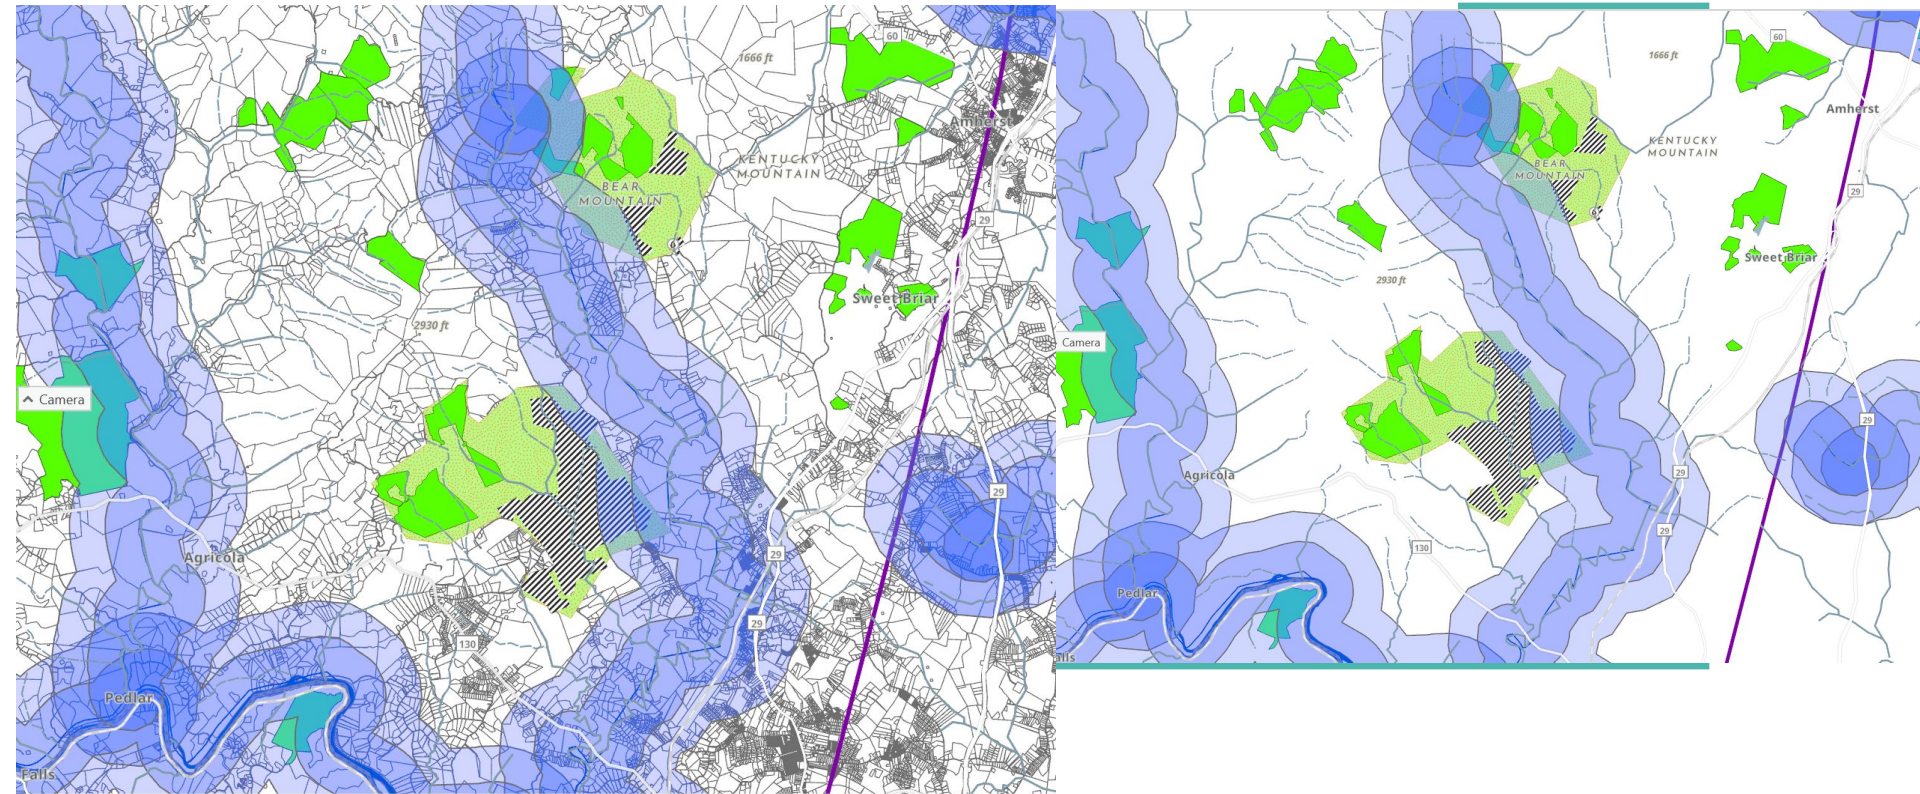 60
1666 ft
Amherst
KENTUCKY
MOUNTAIN
BEAR
MOUNTAIN
29
Sweet Briar
2930 ft
Camera
29
29
Agricola
29
130
Pedlar
Falls
60
1666 ft
Amherst
KENTUCKY
MOUNTAIN
BEAR
MOUNTAIN
29
Sweet Briar
2930 ft
Camera
29
Agricola
29
29
130
Pedlar